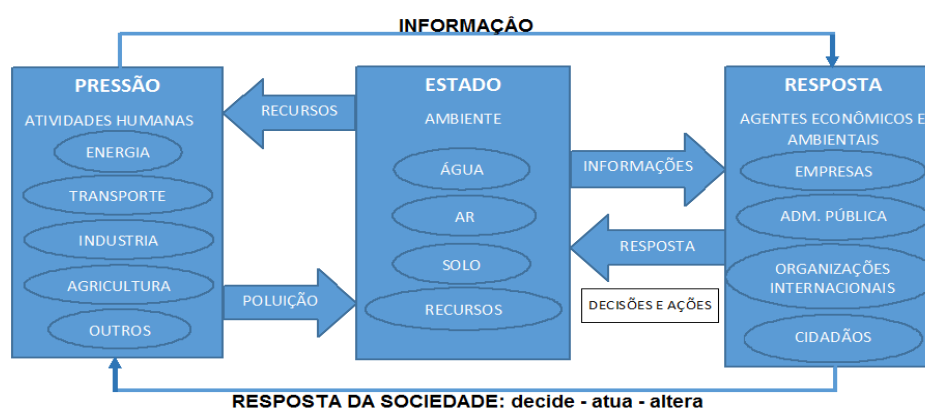 INFORMAÇÂO
PRESSÃO
ATIVIDADES HUMANAS
ENERGIA
TRANSPORTE
INDUSTRIA
AGRICULTURA
OUTROS
RECURSOS
POLUIÇÃO
ESTADO
AMBIENTE
ÁGUA
AR
SOLO
RECURSOS
INFORMAÇÕES
RESPOSTA
DECISÕES E AÇÕES
RESPOSTA
AGENTES ECONÔMICOS E
AMBIENTAIS
EMPRESAS
ADM. PÚBLICA
ORGANIZAÇÕES
INTERNACIONAIS
CIDADÃOS
RESPOSTA DA SOCIEDADE: decide - atua - altera